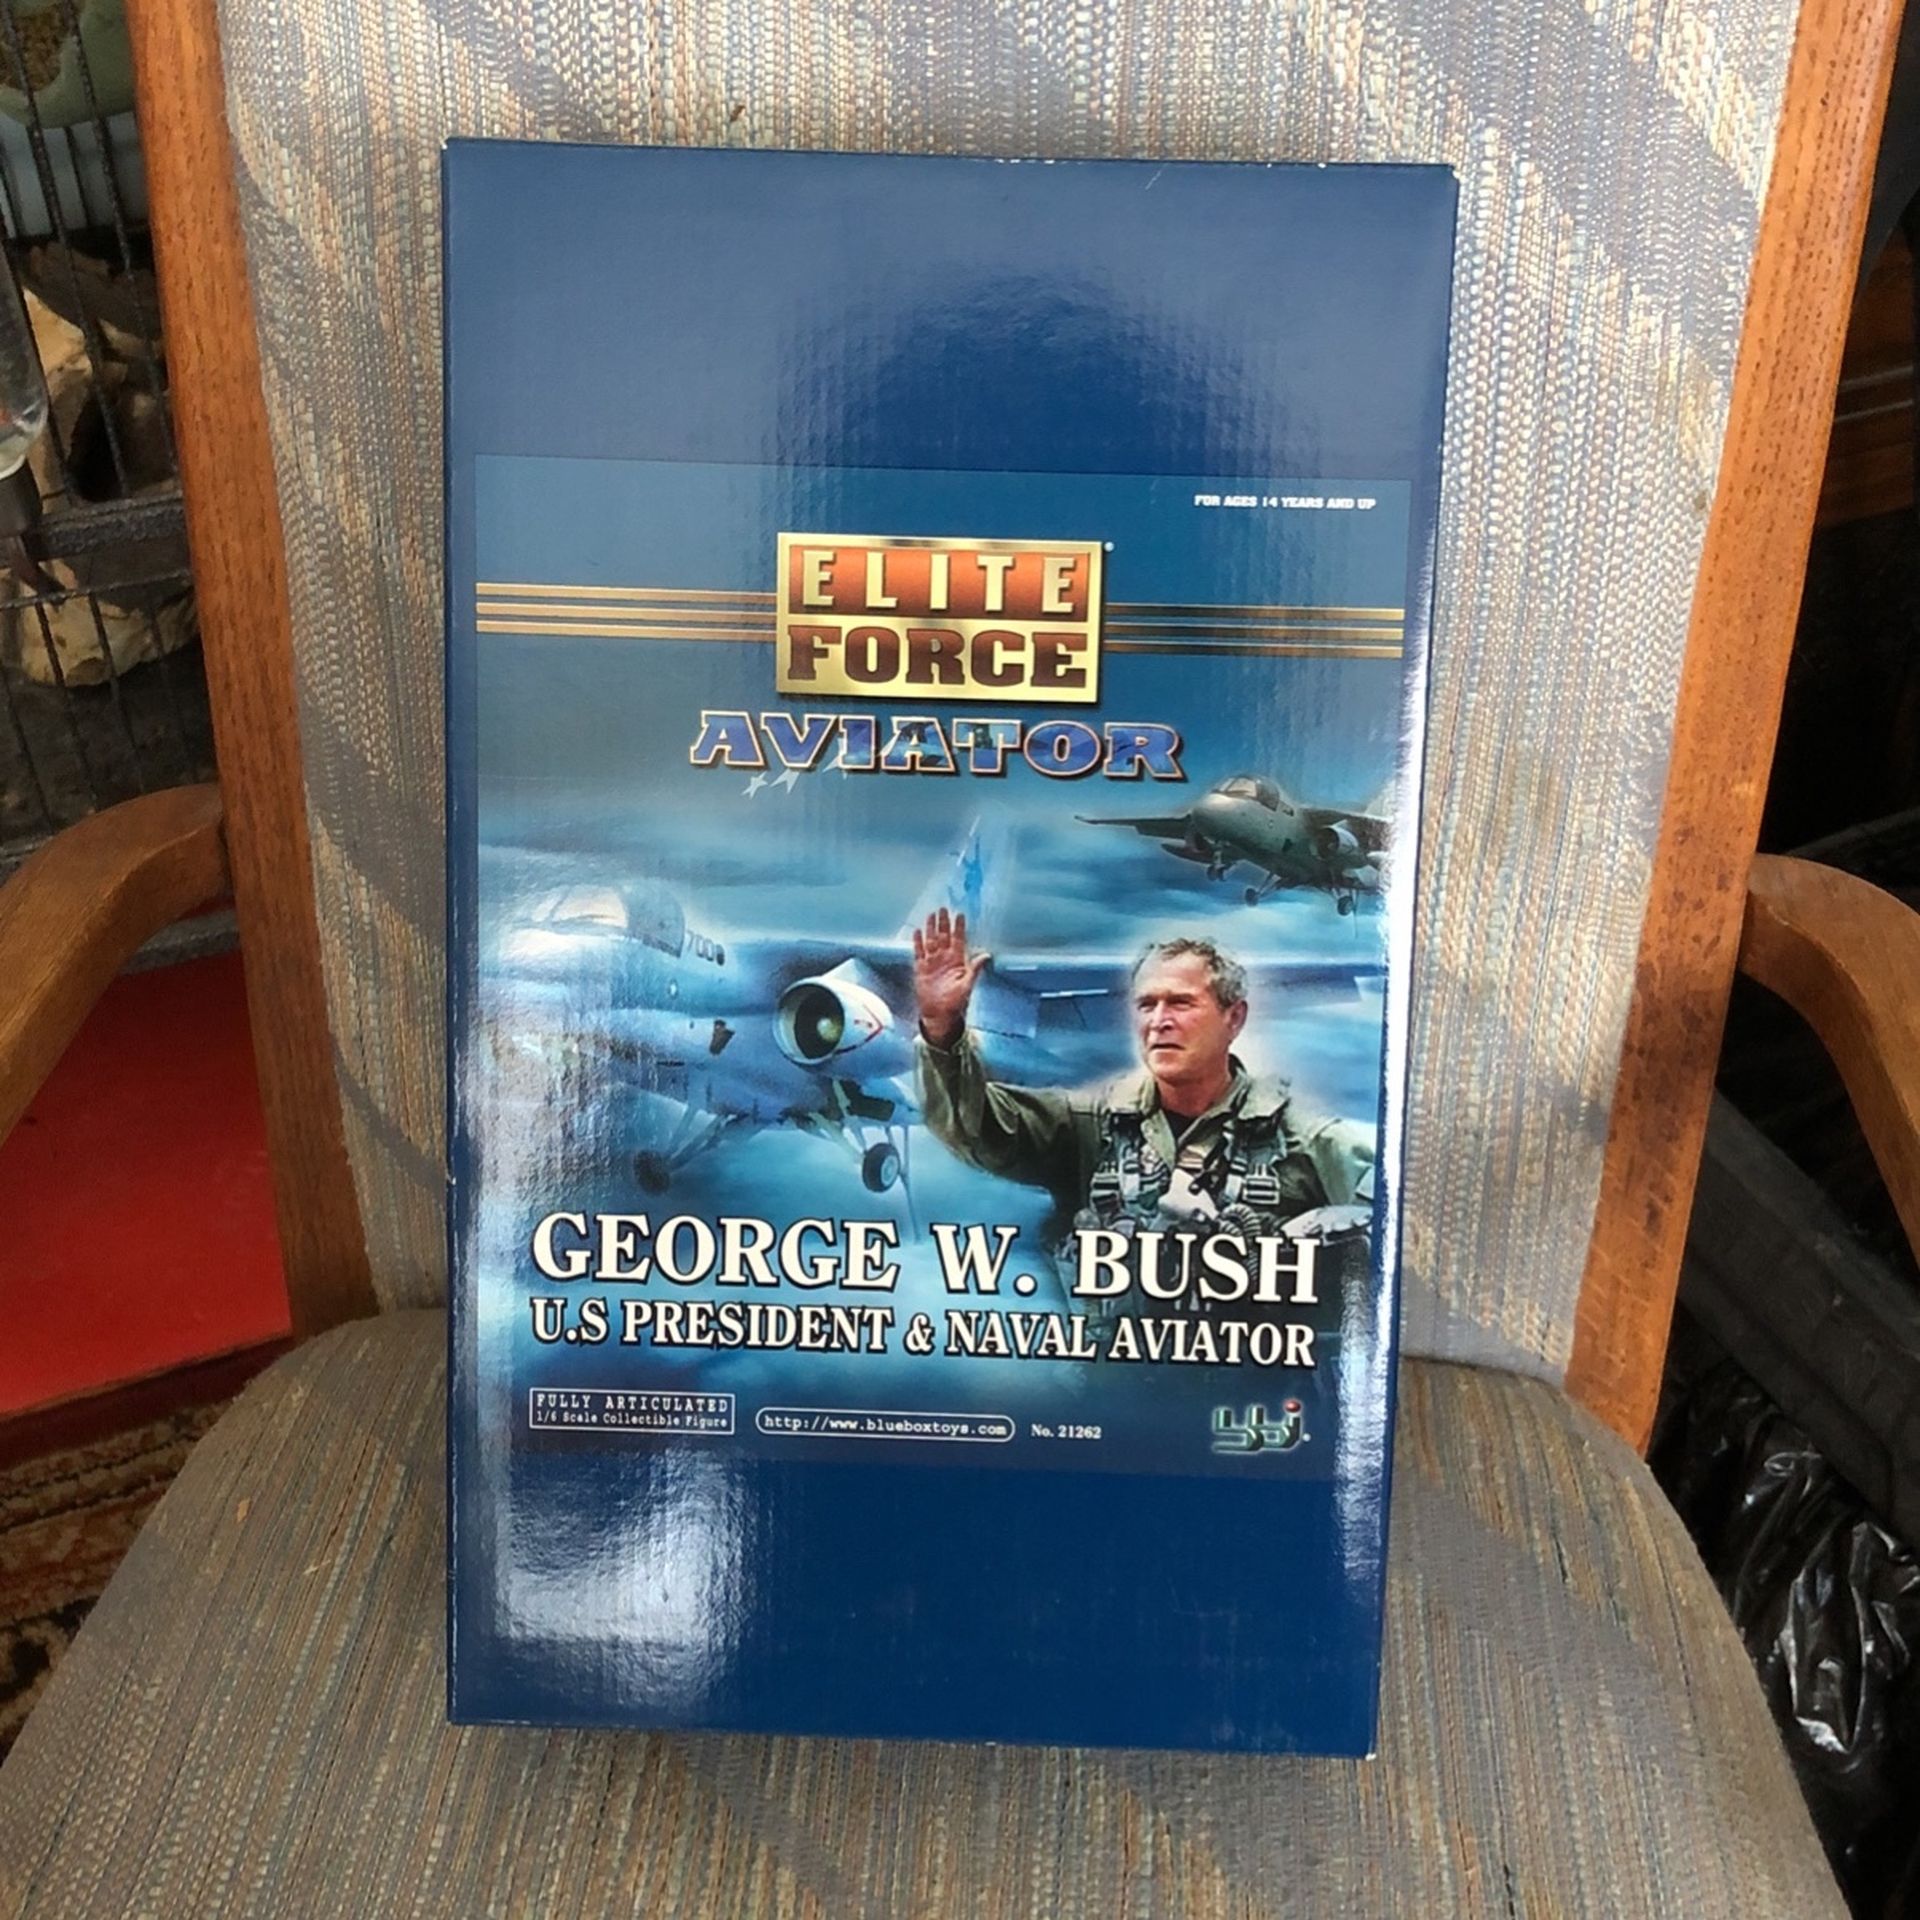 FOR AGES 14 YEARS AND UP
ELITE
FORCE
AVIATOR
700
GEORGE W. BUSH
U.S PRESIDENT & NAVAL AVIATOR
FULLY ARTICULATED
1/6 Scale Collectible Figure
http://www.blueboxtoys.com
No. 21262
bbi